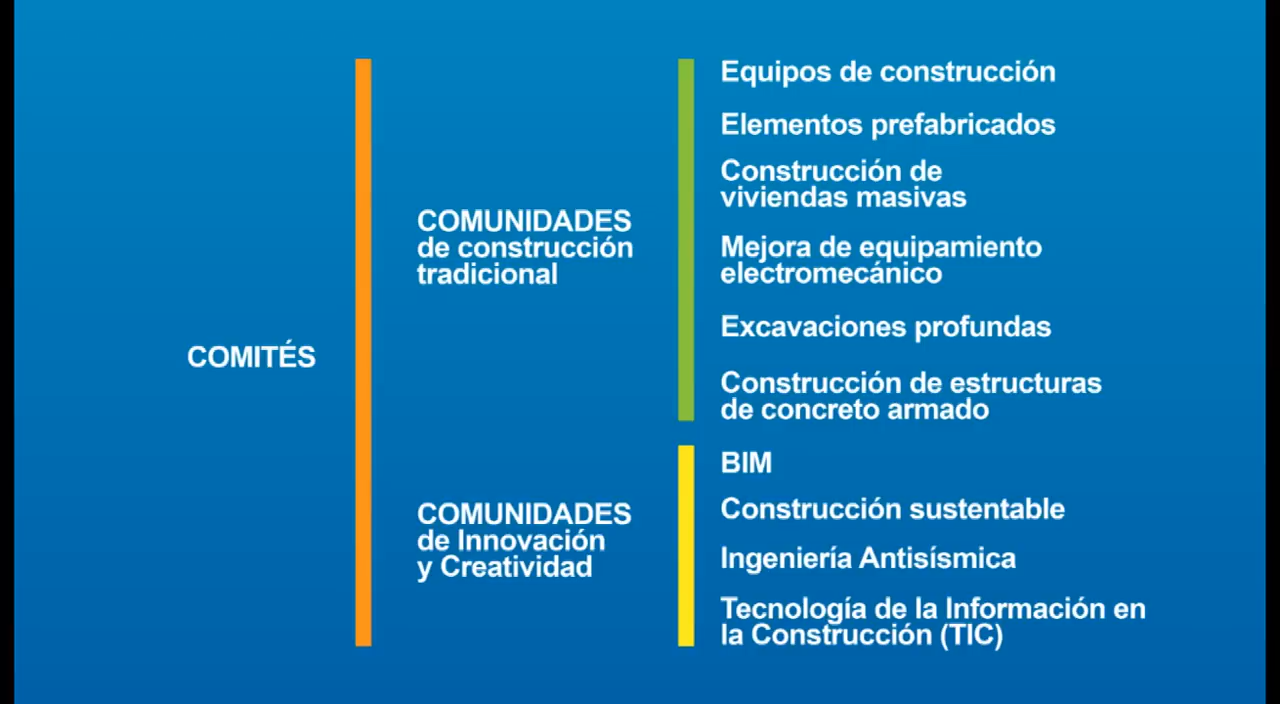 COMITÉS
COMUNIDADES
de construcción
tradicional
Equipos de construcción
Elementos prefabricados
Construcción de
viviendas masivas
Mejora de equipamiento
electromecánico
Excavaciones profundas
Construcción de estructuras
de concreto armado
COMUNIDADES
de Innovación
y Creatividad
BIM
Construcción sustentable
Ingeniería Antisísmica
Tecnología de la Información en
la Construcción (TIC)